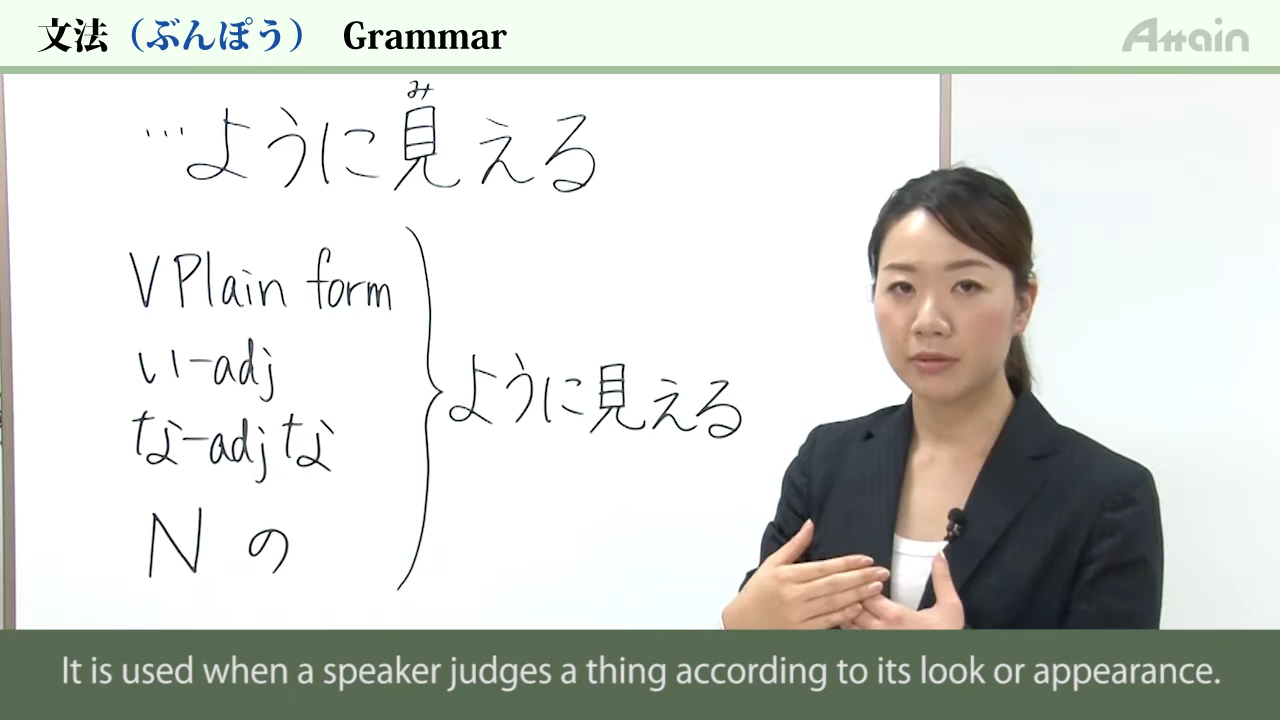 文法（ぶんぽう） Grammar
Attain
み
…ように見える
V Plain form
い-adj
な-adj な
N の
ように見える
It is used when a speaker judges a thing according to its look or appearance.